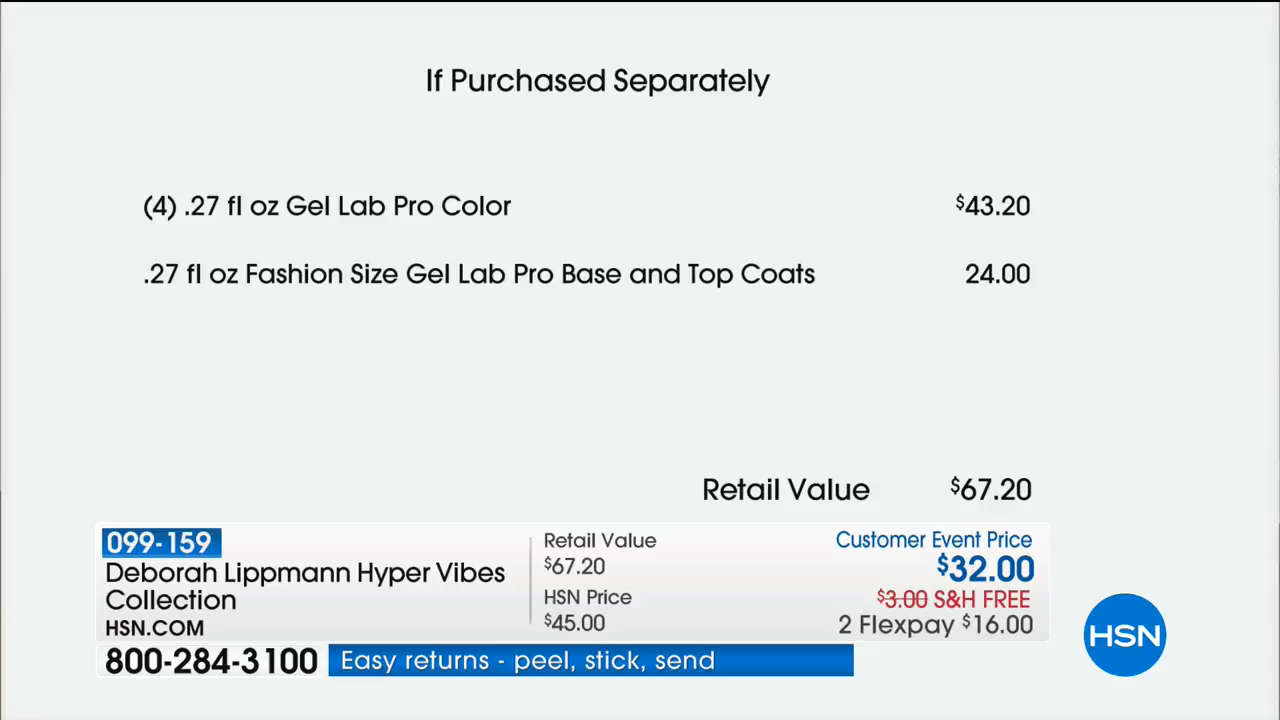 If Purchased Separately
(4) .27 fl oz Gel Lab Pro Color $43.20
.27 fl oz Fashion Size Gel Lab Pro Base and Top Coats 24.00
Retail Value $67.20
099-159
Deborah Lippmann Hyper Vibes
Collection
HSN.COM
Retail Value
$67.20
HSN Price
$45.00
Customer Event Price
$32.00
$3.00 S&H FREE
2 Flexpay $16.00
HSN
800-284-3100 Easy returns - peel, stick, send